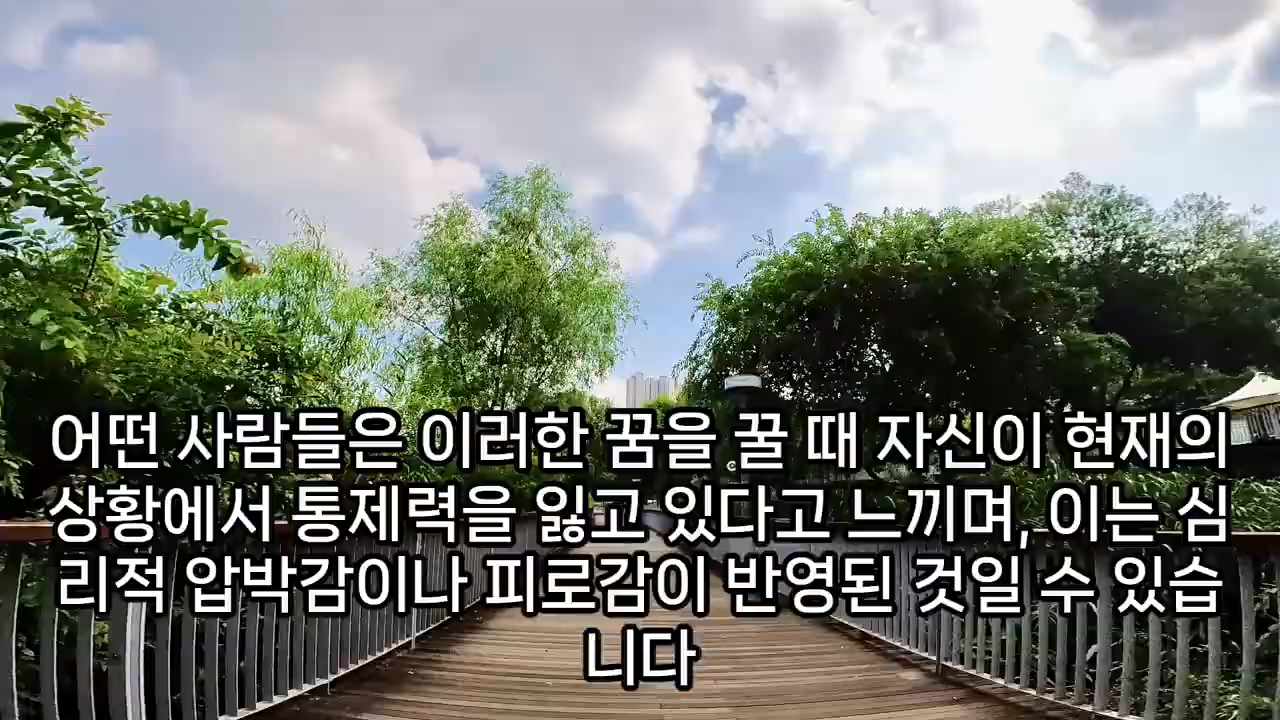 어떤 사람들은 이러한 꿈을 꿀 때 자신이 현재의
상황에서 통제력을 잃고 있다고 느끼며, 이는 심
리적 압박감이나 피로감이 반영된 것일 수 있습
니다